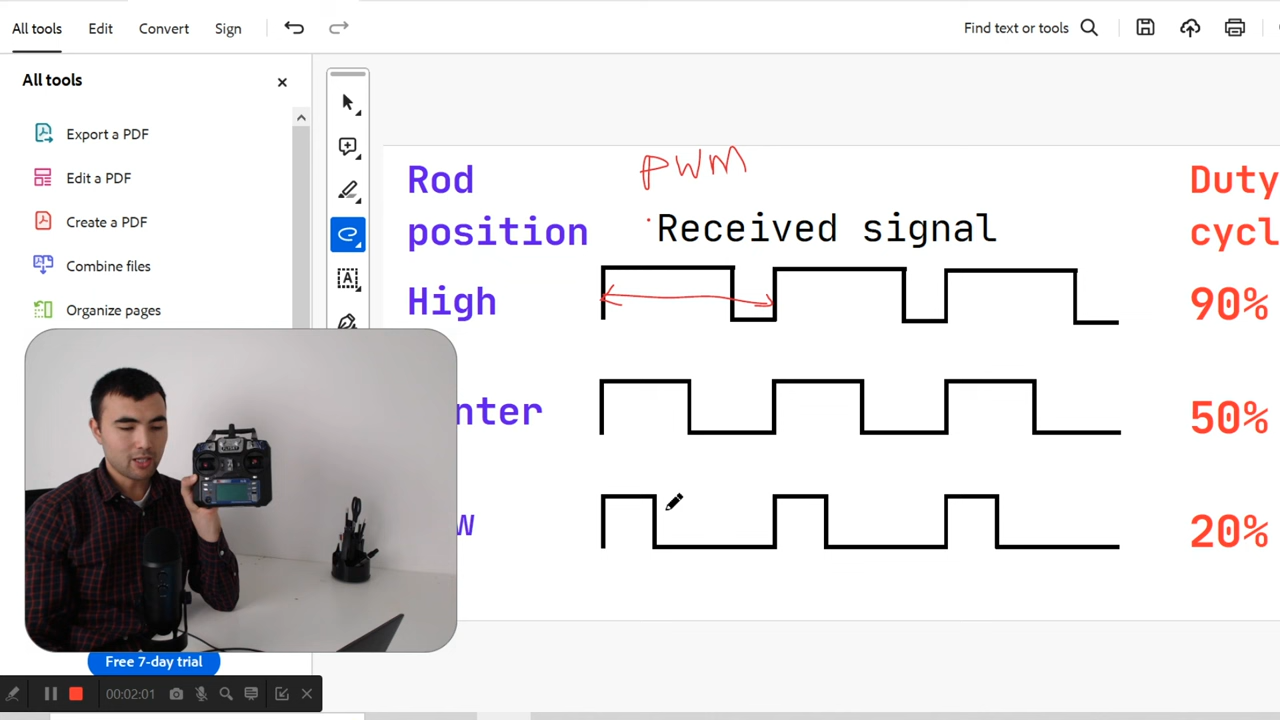 All tools Edit Convert Sign
Find text or tools
All tools
Export a PDF
Edit a PDF
Create a PDF
Combine files
Organize pages
Free 7-day trial
00:02:01
PWM
Rod
position
Received signal
Duty
cycl
High
90%
nter
50%
w
20%